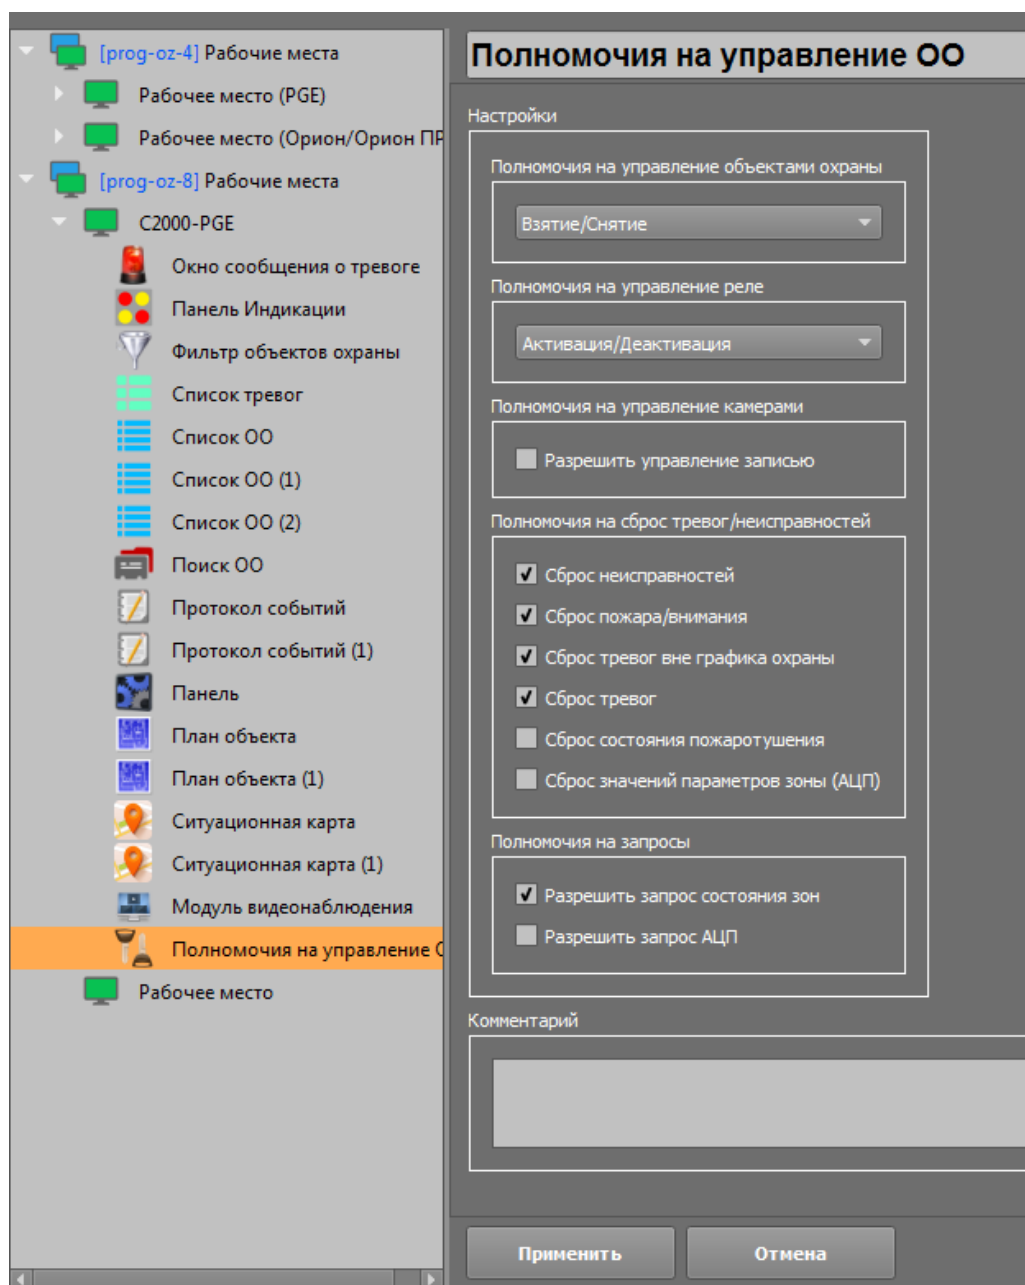 [prog-oz-4] Рабочие места
Рабочее место (PGE)
Рабочее место (Орион/Орион ПР
[prog-oz-8] Рабочие места
С2000-PGE
Окно сообщения о тревоге
Панель Индикации
Фильтр объектов охраны
Список тревог
Список ОО
Список ОО (1)
Список ОО (2)
Поиск ОО
Протокол событий
Протокол событий (1)
Панель
План объекта
План объекта (1)
Ситуационная карта
Ситуационная карта (1)
Модуль видеонаблюдения
Полномочия на управление О
Рабочее место
Полномочия на управление ОО
Настройки
Полномочия на управление объектами охраны
Взятие/Снятие
Полномочия на управление реле
Активация/Деактивация
Полномочия на управление камерами
Разрешить управление записью
Полномочия на сброс тревог/неисправностей
Сброс неисправностей
Сброс пожара/внимания
Сброс тревог вне графика охраны
Сброс тревог
Сброс состояния пожаротушения
Сброс значений параметров зоны (АЦП)
Полномочия на запросы
Разрешить запрос состояния зон
Разрешить запрос АЦП
Комментарий
Применить
Отмена